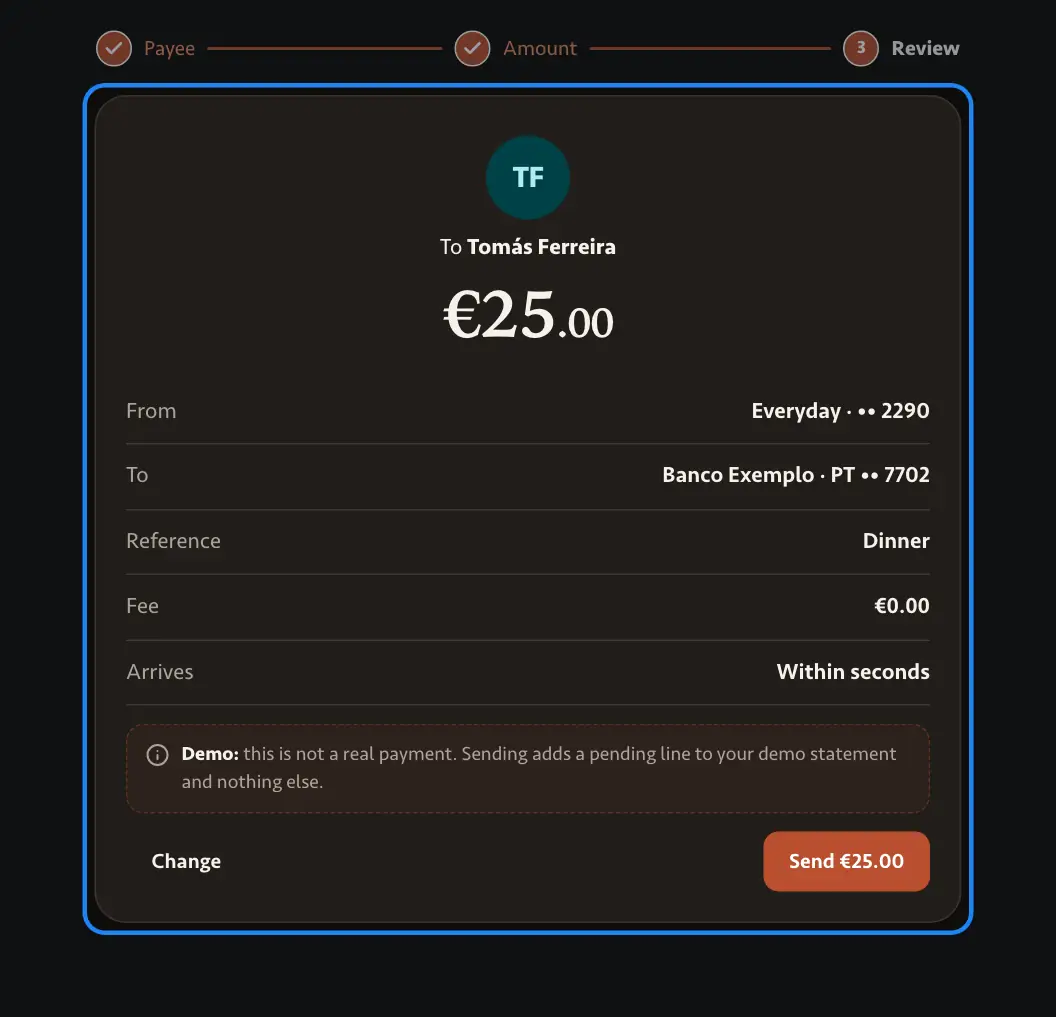 Payee
Amount
3 Review
TF
To Tomás Ferreira
€25.00
From Everyday · •• 2290
To Banco Exemplo · PT •• 7702
Reference Dinner
Fee €0.00
Arrives Within seconds
Demo: this is not a real payment. Sending adds a pending line to your demo statement
and nothing else.
Change Send €25.00